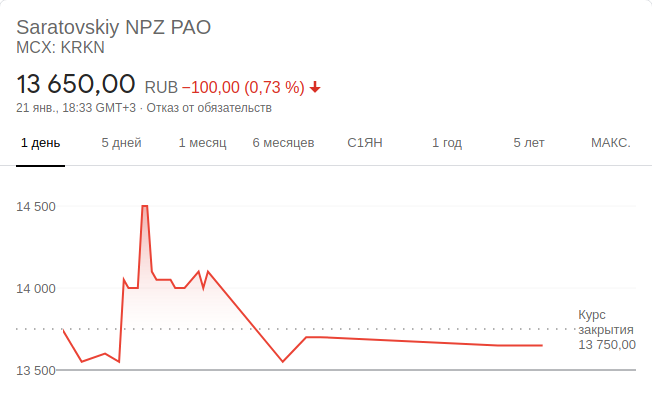 Saratovskiy NPZ PAO
MCX: KRKN
13 650,00 RUB −100,00 (0,73 %)
21 янв., 18:33 GMT+3 · Отказ от обязательств
1 день 5 дней 1 месяц 6 месяцев С1ЯН 1 год 5 лет МАКС.
14 500
14 000
13 500
Курс
закрытия
13 750,00